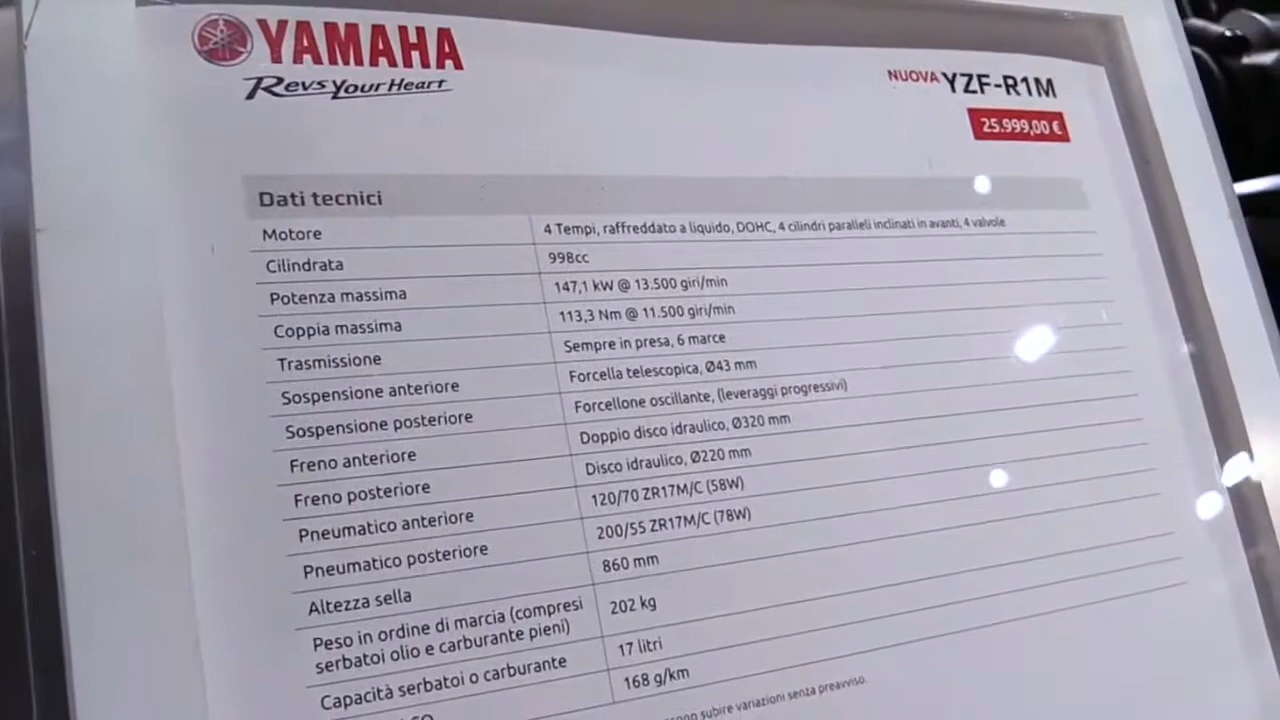 YAMAHA
Revs Your Heart
NUOVA YZF-R1M
25.999,00 €
Dati tecnici
Motore 4 Tempi, raffreddato a liquido, DOHC, 4 cilindri paralleli inclinati in avanti, 4 valvole
Cilindrata 998cc
Potenza massima 147,1 kW @ 13.500 giri/min
Coppia massima 113,3 Nm @ 11.500 giri/min
Trasmissione Sempre in presa, 6 marce
Sospensione anteriore Forcella telescopica, Ø43 mm
Sospensione posteriore Forcellone oscillante, (leveraggi progressivi)
Freno anteriore Doppio disco idraulico, Ø320 mm
Freno posteriore Disco idraulico, Ø220 mm
Pneumatico anteriore 120/70 ZR17M/C (58W)
Pneumatico posteriore 200/55 ZR17M/C (78W)
Altezza sella 860 mm
Peso in ordine di marcia (compresi
serbatoi olio e carburante pieni) 202 kg
Capacità serbatoi o carburante 17 litri
168 g/km
subire variazioni senza preavviso.